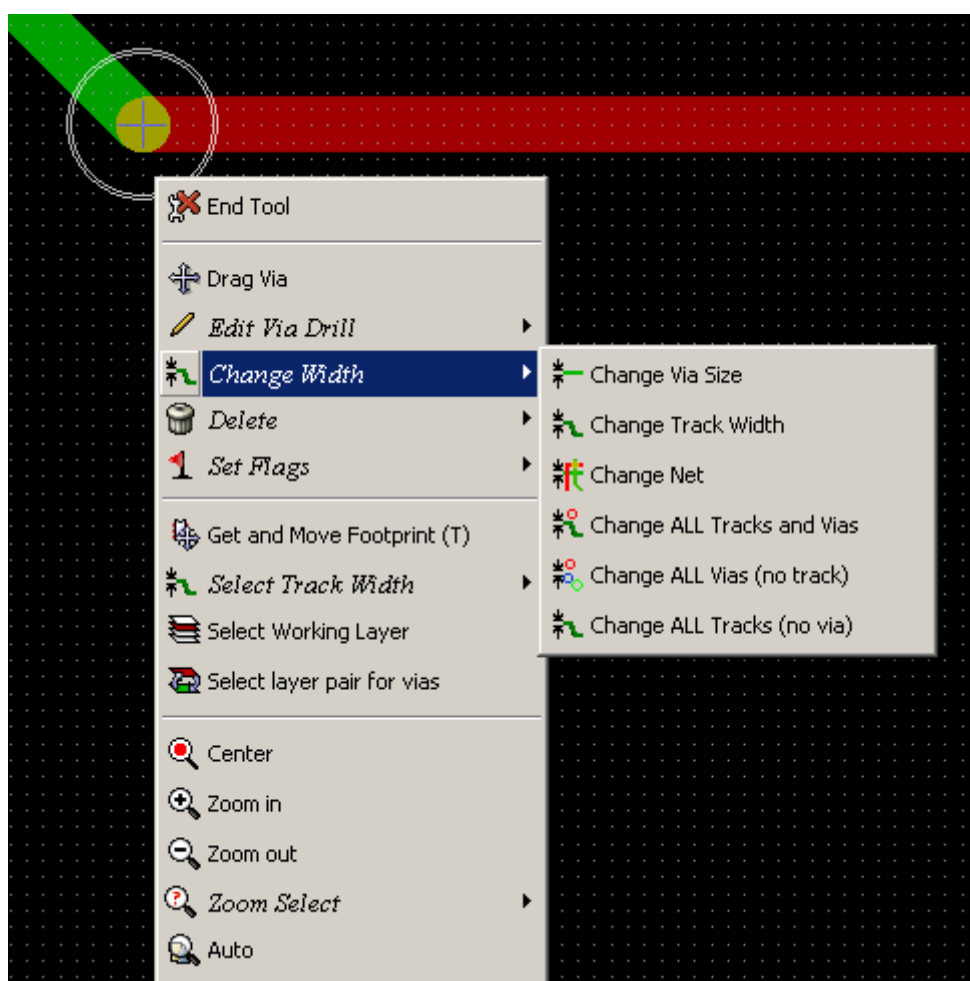 End Tool
Drag Via
Edit Via Drill
Change Width
Delete
Set Flags
Get and Move Footprint (T)
Select Track Width
Select Working Layer
Select layer pair for vias
Center
Zoom in
Zoom out
Zoom Select
Auto
Change Via Size
Change Track Width
Change Net
Change ALL Tracks and Vias
Change ALL Vias (no track)
Change ALL Tracks (no via)